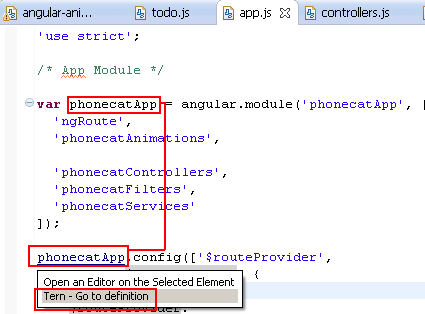 angular-ani... todo.js app.js controllers.js
'use strict';
/* App Module */
var phonecatApp = angular.module('phonecatApp', [
'ngRoute',
'phonecatAnimations',
'phonecatControllers',
'phonecatFilters',
'phonecatServices'
]);
phonecatApp.config(['$routeProvider',
{
Open an Editor on the Selected Element
Tern - Go to definition